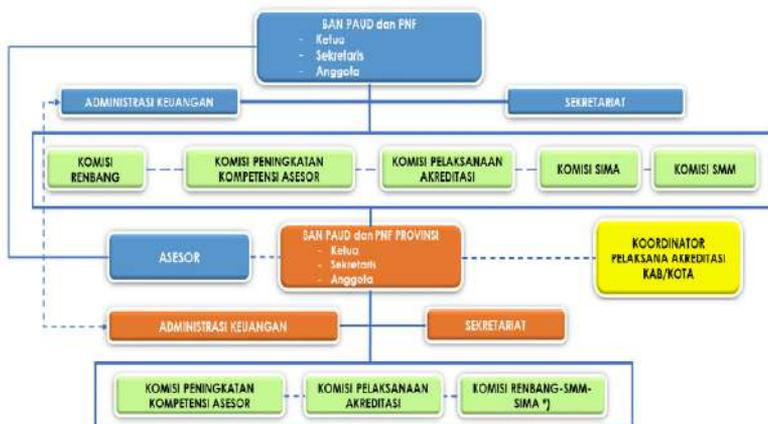 BAN PAUD dan PNF
- Ketua
- Sekretaris
- Anggota
ADMINISTRASI KEUANGAN
SEKRETARIAT
KOMISI
RENBANG
KOMISI PENINGKATAN
KOMPETENSI ASESOR
KOMISI PELAKSANAAN
AKREDITASI
KOMISI SIMA
KOMISI SMM
ASESOR
BAN PAUD dan PNF PROVINSI
- Ketua
- Sekretaris
- Anggota
KOORDINATOR
PELAKSANA AKREDITASI
KAB/KOTA
ADMINISTRASI KEUANGAN
SEKRETARIAT
KOMISI PENINGKATAN
KOMPETENSI ASESOR
KOMISI PELAKSANAAN
AKREDITASI
KOMISI RENBANG-SMM-
SIMA *)